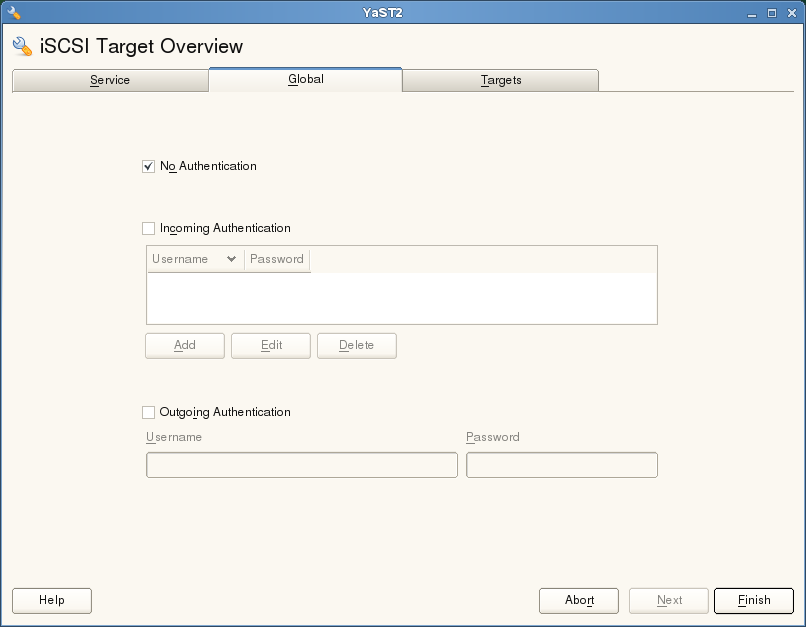 YaST2
iSCSI Target Overview
Service Global Targets
No Authentication
Incoming Authentication
Username Password
Add Edit Delete
Outgoing Authentication
Username Password
Help Abort Next Finish